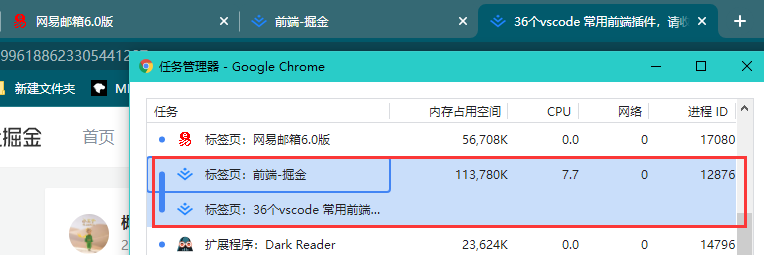 网易邮箱6.0版
前端-掘金
36个vscode 常用前端插件，请收
任务管理器 - Google Chrome
新建文件夹
掘金
首页
任务
内存占用空间
CPU
网络
进程 ID
标签页：网易邮箱6.0版
56,708K
0.0
0
17080
标签页：前端-掘金
113,780K
7.7
0
12876
标签页：36个vscode 常用前端...
扩展程序：Dark Reader
23,624K
0.0
0
14796